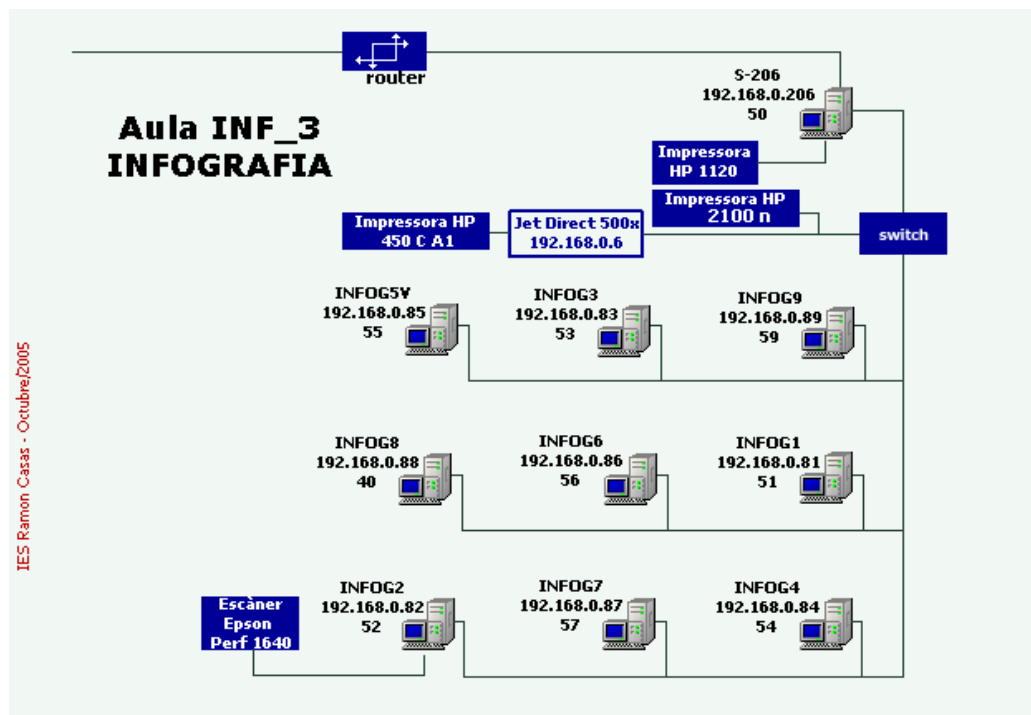 router
S-206
192.168.0.206
50
Aula INF_3
INFOGRAFIA
Impressora
HP 1120
Impressora HP
2100 n
Impressora HP
450 C A1
Jet Direct 500x
192.168.0.6
switch
INFOG5V
192.168.0.85
55
INFOG3
192.168.0.83
53
INFOG9
192.168.0.89
59
INFOG8
192.168.0.88
40
INFOG6
192.168.0.86
56
INFOG1
192.168.0.81
51
INFOG2
192.168.0.82
52
INFOG7
192.168.0.87
57
INFOG4
192.168.0.84
54
Escàner
Epson
Perf 1640
IES Ramon Casas - Octubre/2005